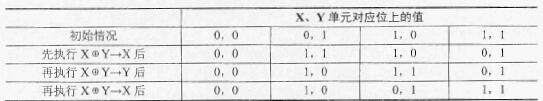 X、Y 单元对应位上的值
初始情况 0，0 0，1 1，0 1，1
先执行 X⊕Y→X 后 0，0 1，1 1，0 0，1
再执行 X⊕Y→Y 后 0，0 1，0 1，1 0，1
再执行 X⊕Y→X 后 0，0 1，0 0，1 1，1